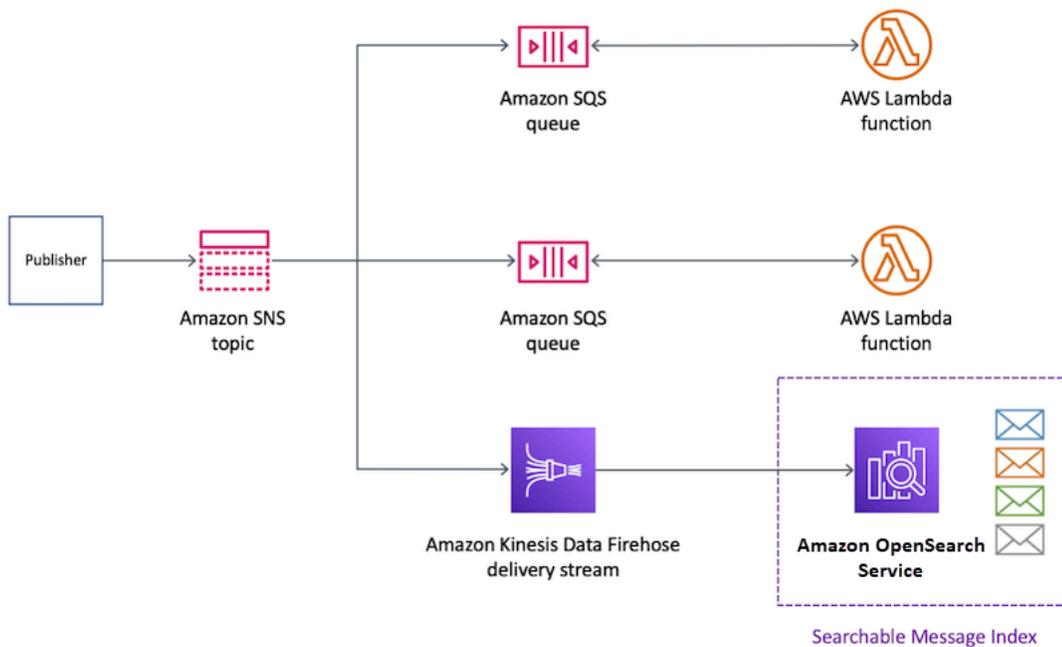 Amazon SQS
queue
AWS Lambda
function
Publisher
Amazon SNS
topic
Amazon SQS
queue
AWS Lambda
function
Amazon Kinesis Data Firehose
delivery stream
Amazon OpenSearch
Service
Searchable Message Index